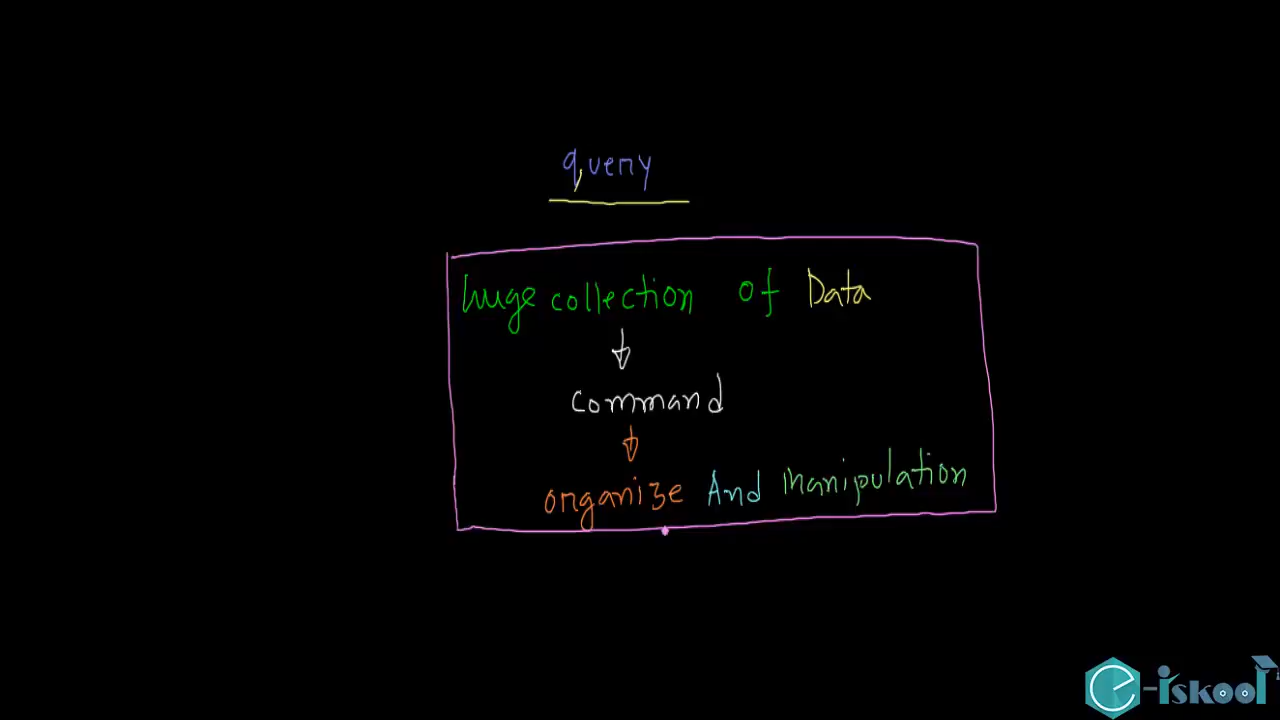 query
huge collection of Data
command
organize And manipulation
e-iskool